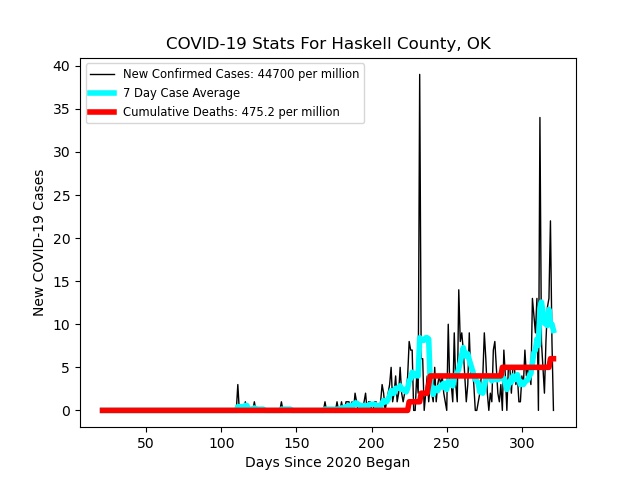 COVID-19 Stats For Haskell County, OK
New Confirmed Cases: 44700 per million
7 Day Case Average
Cumulative Deaths: 475.2 per million
New COVID-19 Cases
40
35
30
25
20
15
10
5
0
50
100
150
200
250
300
Days Since 2020 Began